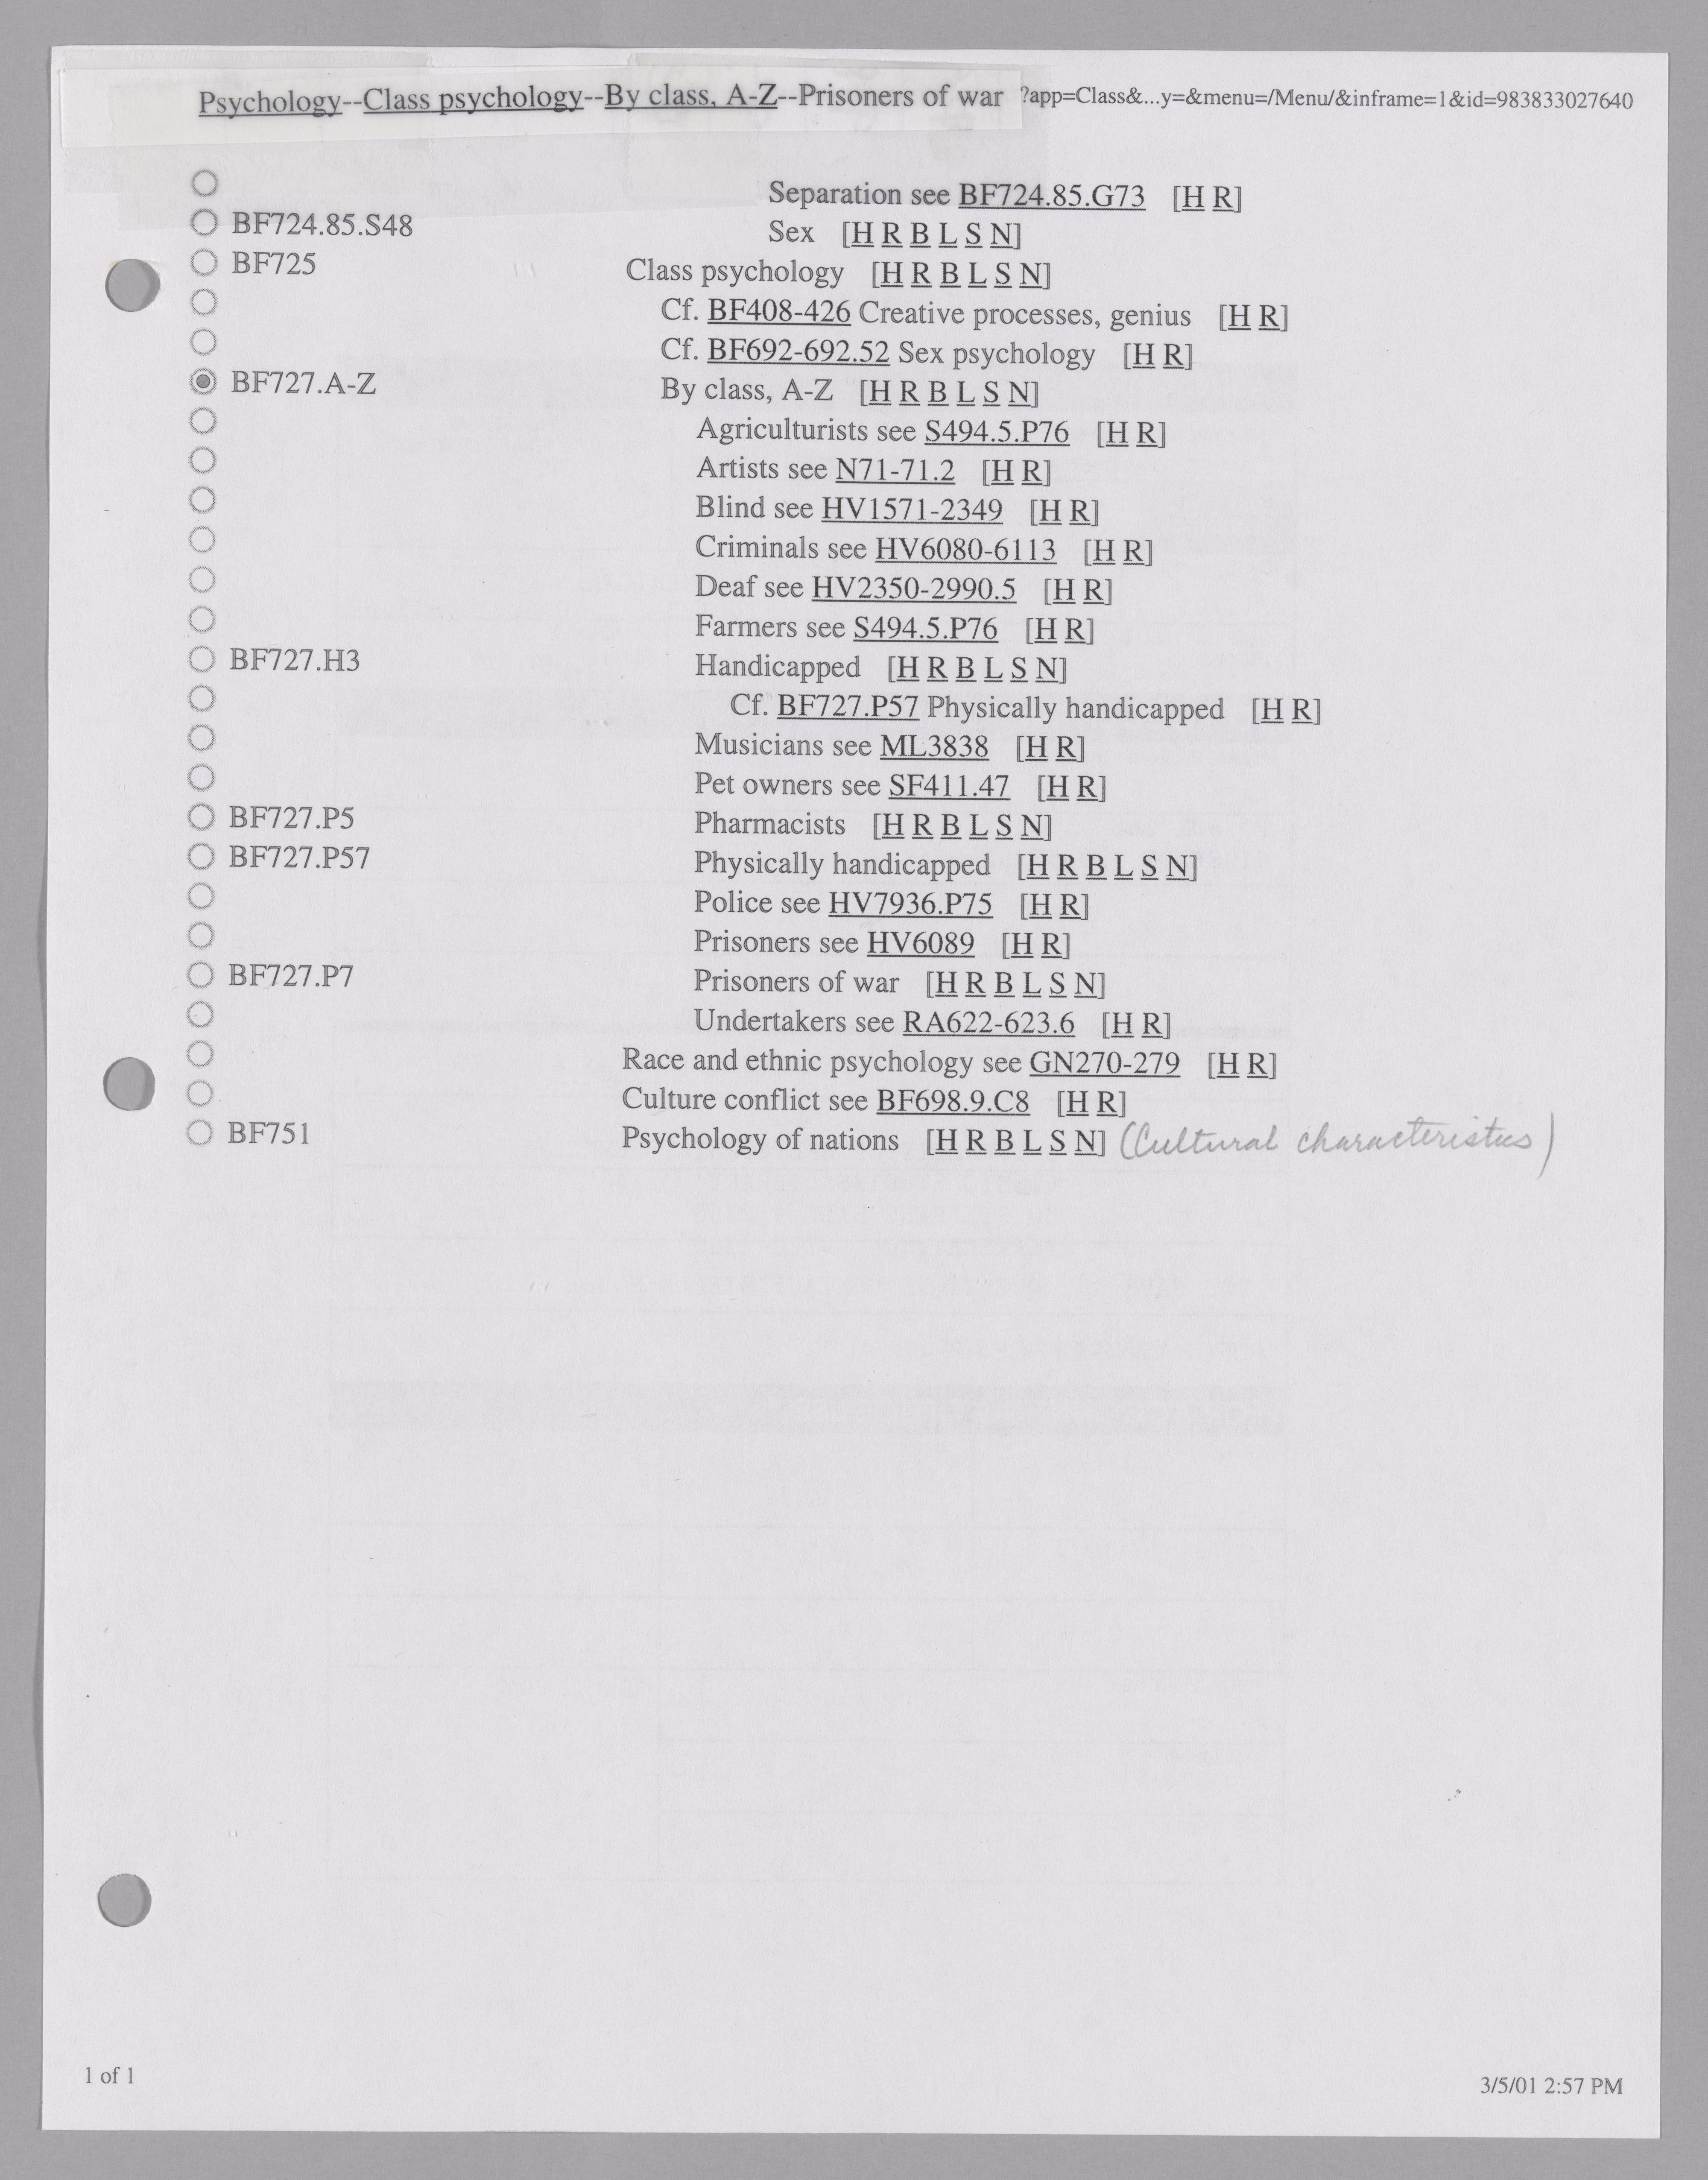 Psychology--Class psychology--By class, A-Z--Prisoners of war ?app=Class&...y=&menu=/Menu/&inframe=1&id=983833027640
Separation see BF724.85.G73 [H R]
BF724.85.S48 Sex [H R B L S N]
BF725 Class psychology [H R B L S N]
Cf. BF408-426 Creative processes, genius [H R]
Cf. BF692-692.52 Sex psychology [H R]
BF727.A-Z By class, A-Z [H R B L S N]
Agriculturists see S494.5.P76 [H R]
Artists see N71-71.2 [H R]
Blind see HV1571-2349 [H R]
Criminals see HV6080-6113 [H R]
Deaf see HV2350-2990.5 [H R]
Farmers see S494.5.P76 [H R]
BF727.H3 Handicapped [H R B L S N]
Cf. BF727.P57 Physically handicapped [H R]
Musicians see ML3838 [H R]
Pet owners see SF411.47 [H R]
BF727.P5 Pharmacists [H R B L S N]
BF727.P57 Physically handicapped [H R B L S N]
Police see HV7936.P75 [H R]
Prisoners see HV6089 [H R]
BF727.P7 Prisoners of war [H R B L S N]
Undertakers see RA622-623.6 [H R]
Race and ethnic psychology see GN270-279 [H R]
Culture conflict see BF698.9.C8 [H R]
BF751 Psychology of nations [H R B L S N] (Cultural characteristics)
1 of 1 3/5/01 2:57 PM